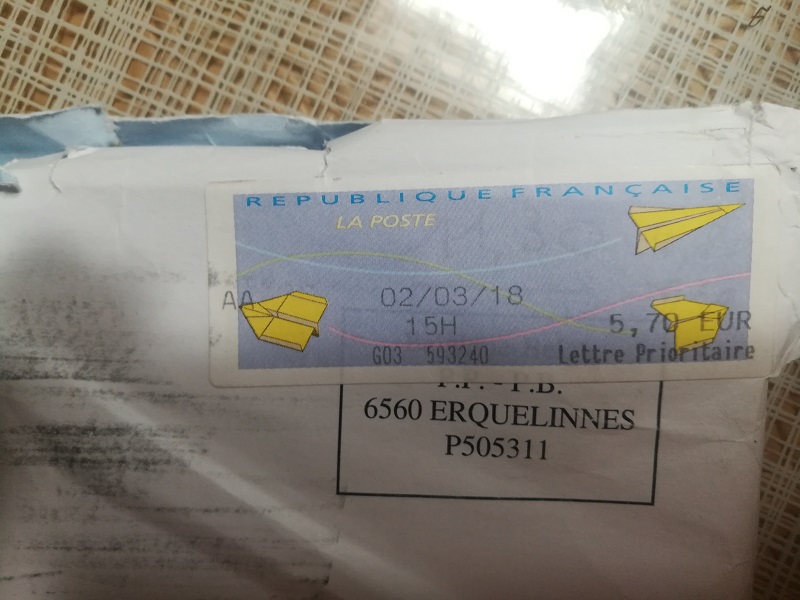 REPUBLIQUE FRANÇAISE
LA POSTE
AA 02/03/18
15H 5,70 EUR
G03 593240 Lettre Prioritaire
P.P. - P.B.
6560 ERQUELINNES
P505311